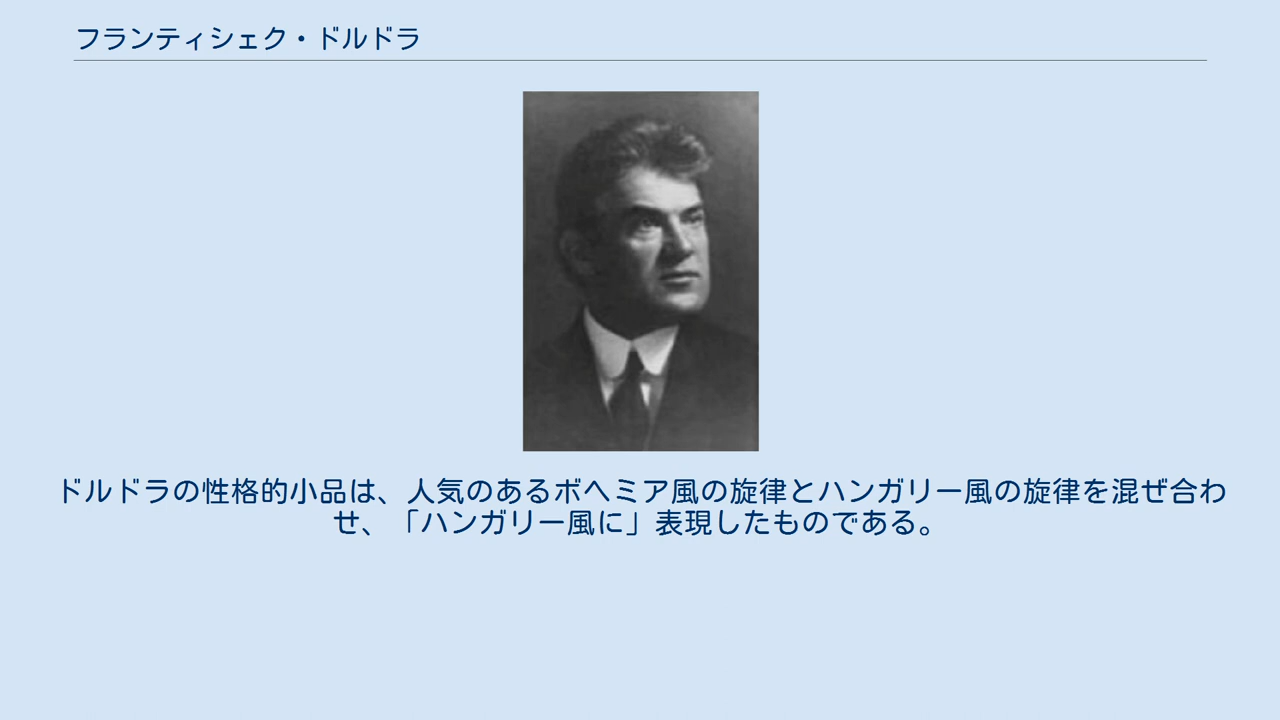 フランティシェク・ドルドラ
ドルドラの性格的小品は、人気のあるボヘミア風の旋律とハンガリー風の旋律を混ぜ合わ
せ、「ハンガリー風に」表現したものである。